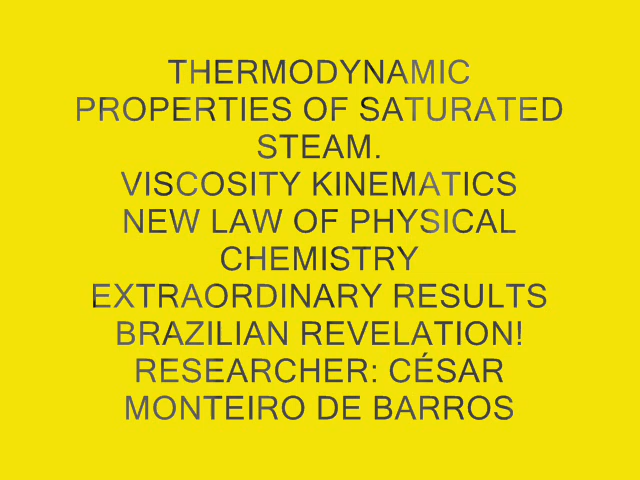 THERMODYNAMIC
PROPERTIES OF SATURATED
STEAM.
VISCOSITY KINEMATICS
NEW LAW OF PHYSICAL
CHEMISTRY
EXTRAORDINARY RESULTS
BRAZILIAN REVELATION!
RESEARCHER: CÉSAR
MONTEIRO DE BARROS